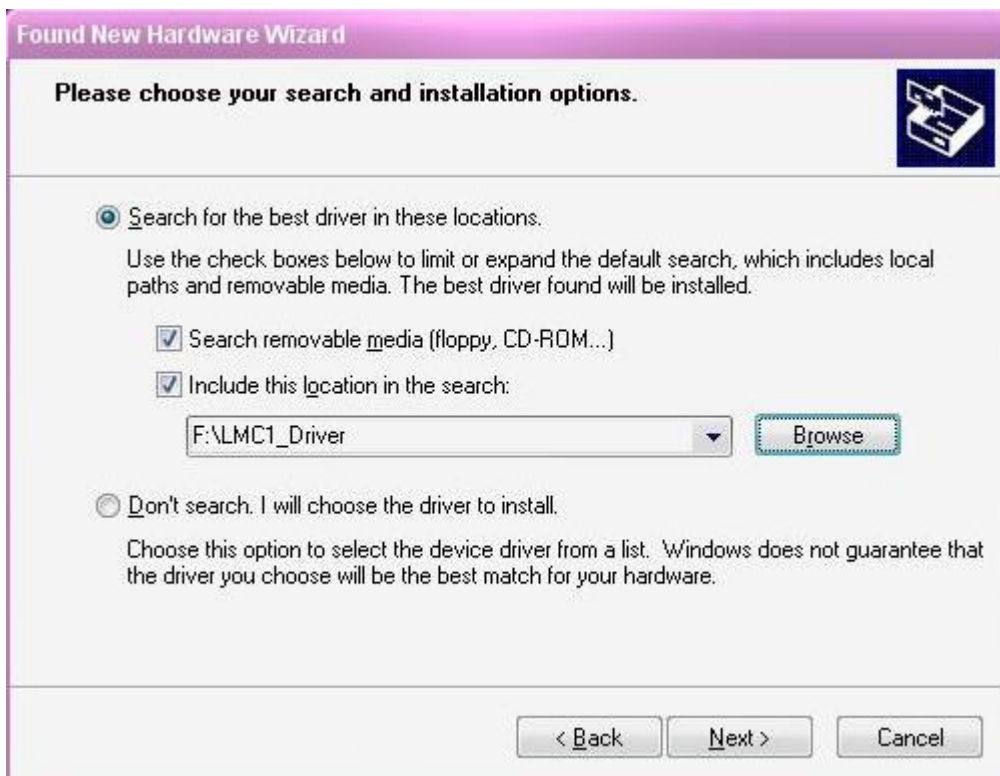 Found New Hardware Wizard
Please choose your search and installation options.
Search for the best driver in these locations.
Use the check boxes below to limit or expand the default search, which includes local
paths and removable media. The best driver found will be installed.
Search removable media (floppy, CD-ROM...)
Include this location in the search:
F:\LMC1_Driver
Browse
Don't search. I will choose the driver to install.
Choose this option to select the device driver from a list. Windows does not guarantee that
the driver you choose will be the best match for your hardware.
< Back Next > Cancel